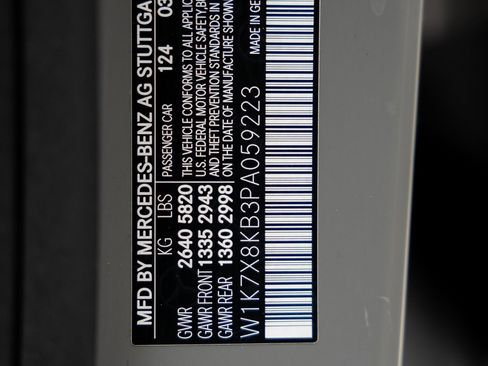 MFD BY MERCEDES-BENZ AG STUTTGA
KG LBS PASSENGER CAR 124 03
GVWR 2640 5820 THIS VEHICLE CONFORMS TO ALL APPLIC
GAWR FRONT 1335 2943 U.S. FEDERAL MOTOR VEHICLE SAFETY,
AND THEFT PREVENTION STANDARDS IN
GAWR REAR 1360 2998 ON THE DATE OF MANUFACTURE SHOWN
W1K7X8KB3PA059223 MADE IN GE